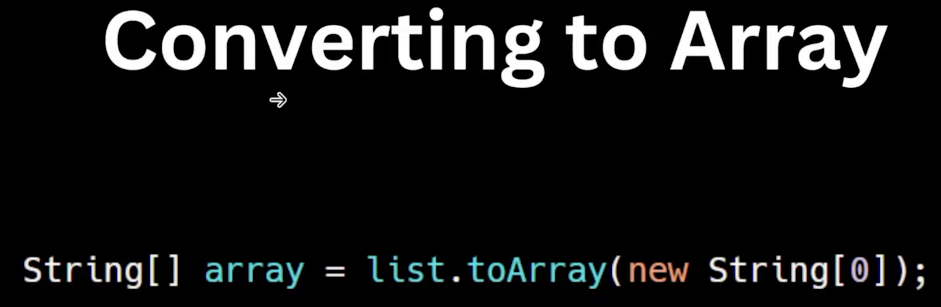 Converting to Array
String[] array = list.toArray(new String[0]);